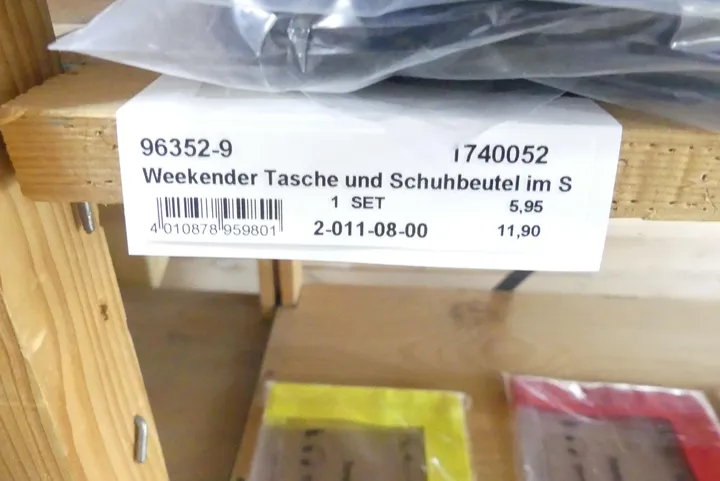 96352-9 1740052
Weekender Tasche und Schuhbeutel im S
1 SET 5,95
4 010878 959801 2-011-08-00 11,90